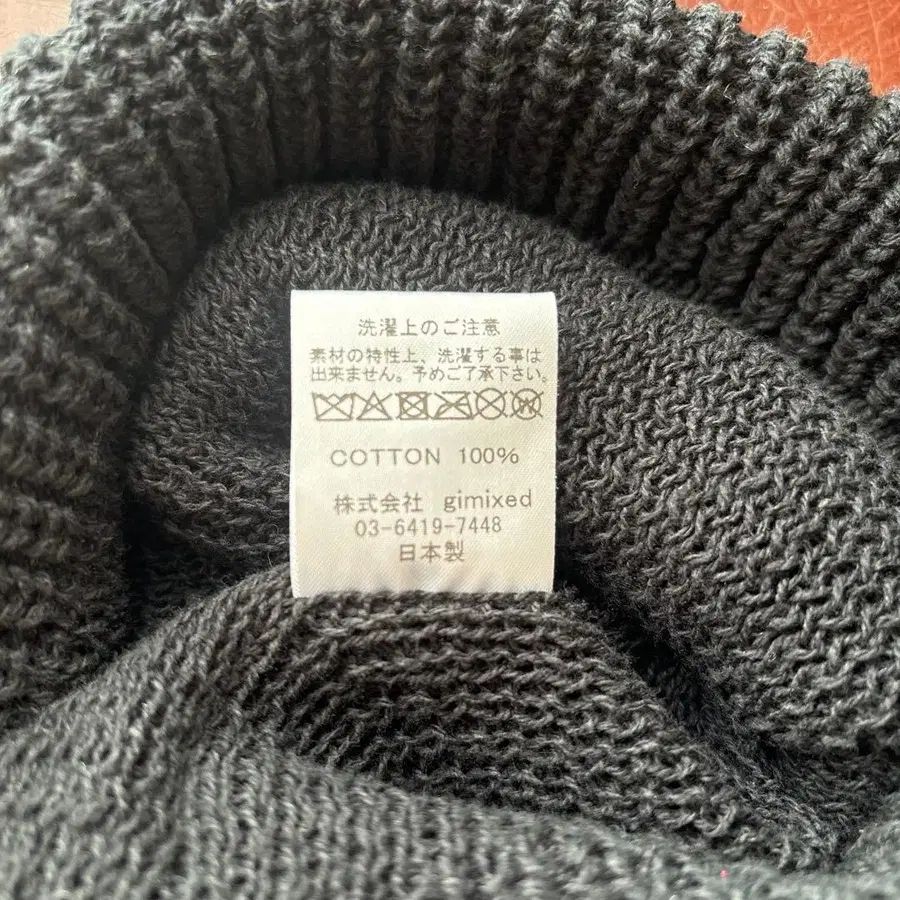 洗濯上のご注意
素材の特性上、洗濯する事は
出来ません。予めご了承下さい。
COTTON 100%
株式会社 gimixed
03-6419-7448
日本製